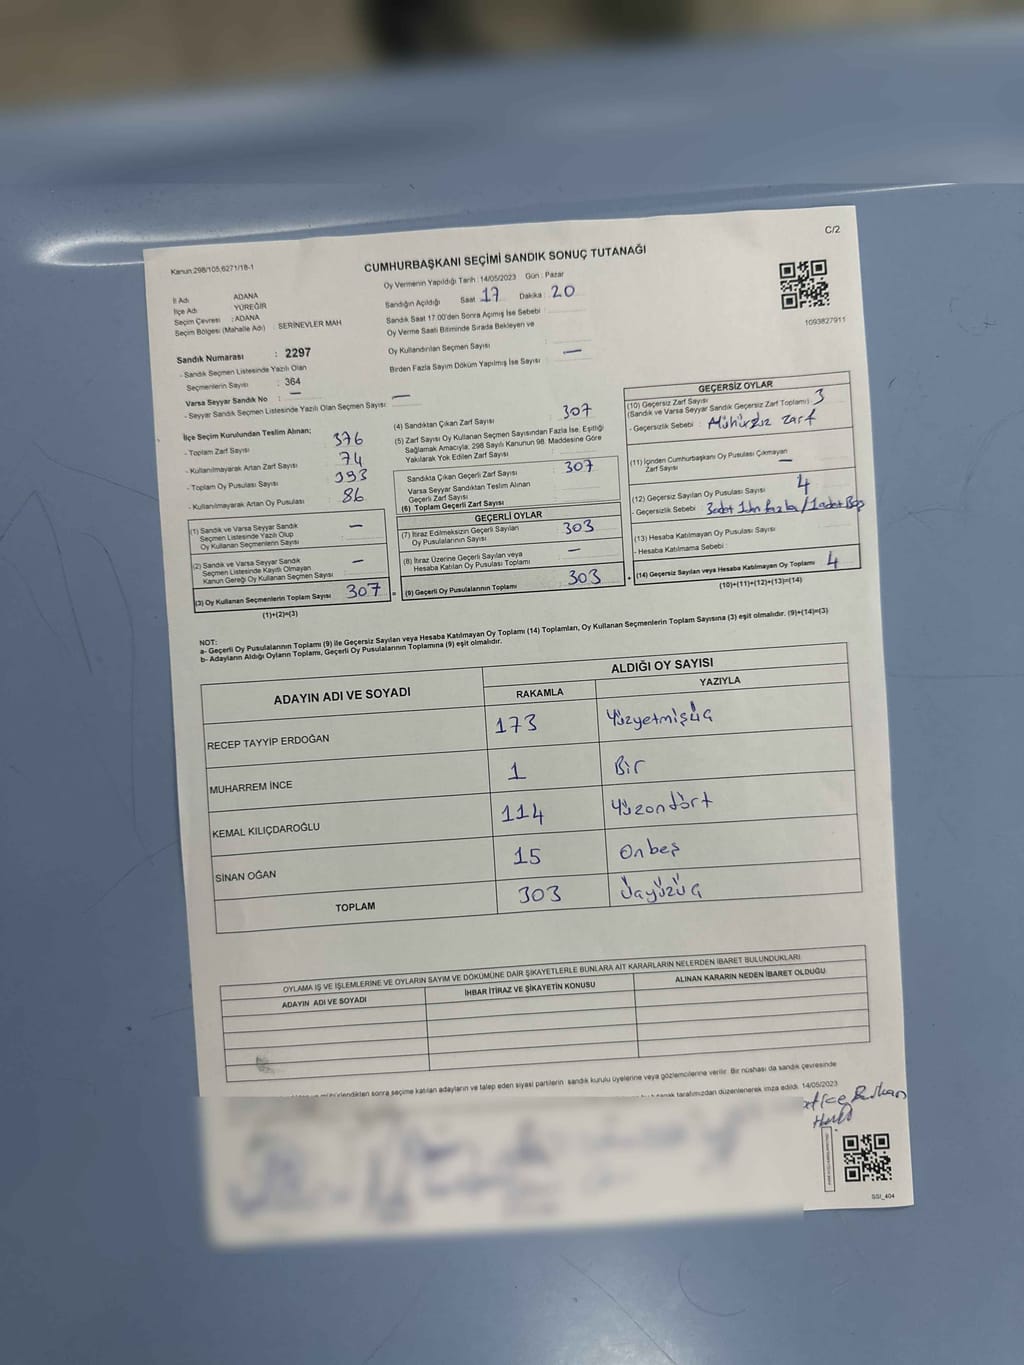 C/2
Kanun:298/105;6271/18-1
CUMHURBAŞKANI SEÇİMİ SANDIK SONUÇ TUTANAĞI
Oy Vermenin Yapıldığı Tarih : 14/05/2023 Gün : Pazar
İl Adı : ADANA
İlçe Adı : YÜREĞİR
Seçim Çevresi : ADANA
Seçim Bölgesi (Mahalle Adı) : SERİNEVLER MAH
Sandığın Açıldığı Saat : 17 Dakika : 20
Sandık Saat 17.00'den Sonra Açımış İse Sebebi :
Oy Verme Saati Bitiminde Sırada Bekleyen ve
Oy Kullandırılan Seçmen Sayısı :
Birden Fazla Sayım Döküm Yapılmış İse Sayısı : —
1093827911
Sandık Numarası : 2297
- Sandık Seçmen Listesinde Yazılı Olan
Seçmenlerin Sayısı : 364
Varsa Seyyar Sandık No : —
- Seyyar Sandık Seçmen Listesinde Yazılı Olan Seçmen Sayısı: —
İlçe Seçim Kurulundan Teslim Alınan;
- Toplam Zarf Sayısı 376
- Kullanılmayarak Artan Zarf Sayısı 74
- Toplam Oy Pusulası Sayısı 393
- Kullanılmayarak Artan Oy Pusulası 86
(1) Sandık ve Varsa Seyyar Sandık
Seçmen Listesinde Yazılı Olup
Oy Kullanan Seçmenlerin Sayısı —
(2) Sandık ve Varsa Seyyar Sandık
Seçmen Listesinde Kayıtlı Olmayan
Kanun Gereği Oy Kullanan Seçmen Sayısı —
(3) Oy Kullanan Seçmenlerin Toplam Sayısı 307
(1)+(2)=(3)
(4) Sandıktan Çıkan Zarf Sayısı 307
(5) Zarf Sayısı Oy Kullanan Seçmen Sayısından Fazla İse, Eşitliği
Sağlamak Amacıyla; 298 Sayılı Kanunun 98. Maddesine Göre
Yakılarak Yok Edilen Zarf Sayısı
Sandıkta Çıkan Geçerli Zarf Sayısı 307
Varsa Seyyar Sandıktan Teslim Alınan
Geçerli Zarf Sayısı
(6) Toplam Geçerli Zarf Sayısı
GEÇERLİ OYLAR
(7) İtiraz Edilmeksizin Geçerli Sayılan
Oy Pusulalarının Sayısı 303
(8) İtiraz Üzerine Geçerli Sayılan veya
Hesaba Katılan Oy Pusulası Toplamı —
(9) Geçerli Oy Pusulalarının Toplamı 303
GEÇERSİZ OYLAR
(10) Geçersiz Zarf Sayısı
(Sandık ve Varsa Seyyar Sandık Geçersiz Zarf Toplamı) : 3
- Geçersizlik Sebebi : Mühürsüz zarf
(11) İçinden Cumhurbaşkanı Oy Pusulası Çıkmayan
Zarf Sayısı —
(12) Geçersiz Sayılan Oy Pusulası Sayısı 4
- Geçersizlik Sebebi 3 adet 1 den fazla / 1 adet Boş
(13) Hesaba Katılmayan Oy Pusulası Sayısı
- Hesaba Katılmama Sebebi
(14) Geçersiz Sayılan veya Hesaba Katılmayan Oy Toplamı 4
(10)+(11)+(12)+(13)=(14)
NOT:
a- Geçerli Oy Pusulalarının Toplamı (9) ile Geçersiz Sayılan veya Hesaba Katılmayan Oy Toplamı (14) Toplamları, Oy Kullanan Seçmenlerin Toplam Sayısına (3) eşit olmalıdır. (9)+(14)=(3)
b- Adayların Aldığı Oyların Toplamı, Geçerli Oy Pusulalarının Toplamına (9) eşit olmalıdır.
ADAYIN ADI VE SOYADI ALDIĞI OY SAYISI
RAKAMLA YAZIYLA
RECEP TAYYİP ERDOĞAN 173 Yüzyetmişüç
MUHARREM İNCE 1 Bir
KEMAL KILIÇDAROĞLU 114 Yüzondört
SİNAN OĞAN 15 Onbeş
TOPLAM 303 Üçyüzüç
OYLAMA İŞ VE İŞLEMLERİNE VE OYLARIN SAYIM VE DÖKÜMÜNE DAİR ŞİKAYETLERLE BUNLARA AİT KARARLARIN NELERDEN İBARET BULUNDUKLARI
ADAYIN ADI VE SOYADI İHBAR İTİRAZ VE ŞİKAYETİN KONUSU ALINAN KARARIN NEDEN İBARET OLDUĞU
sonra seçime katılan adayların ve talep eden siyasi partilerin sandık kurulu üyelerine veya gözlemcilerine verilir. Bir nüshası da sandık çevresinde
tutanak tarafımızdan düzenlenerek imza edildi. 14/05/2023
SSI_404